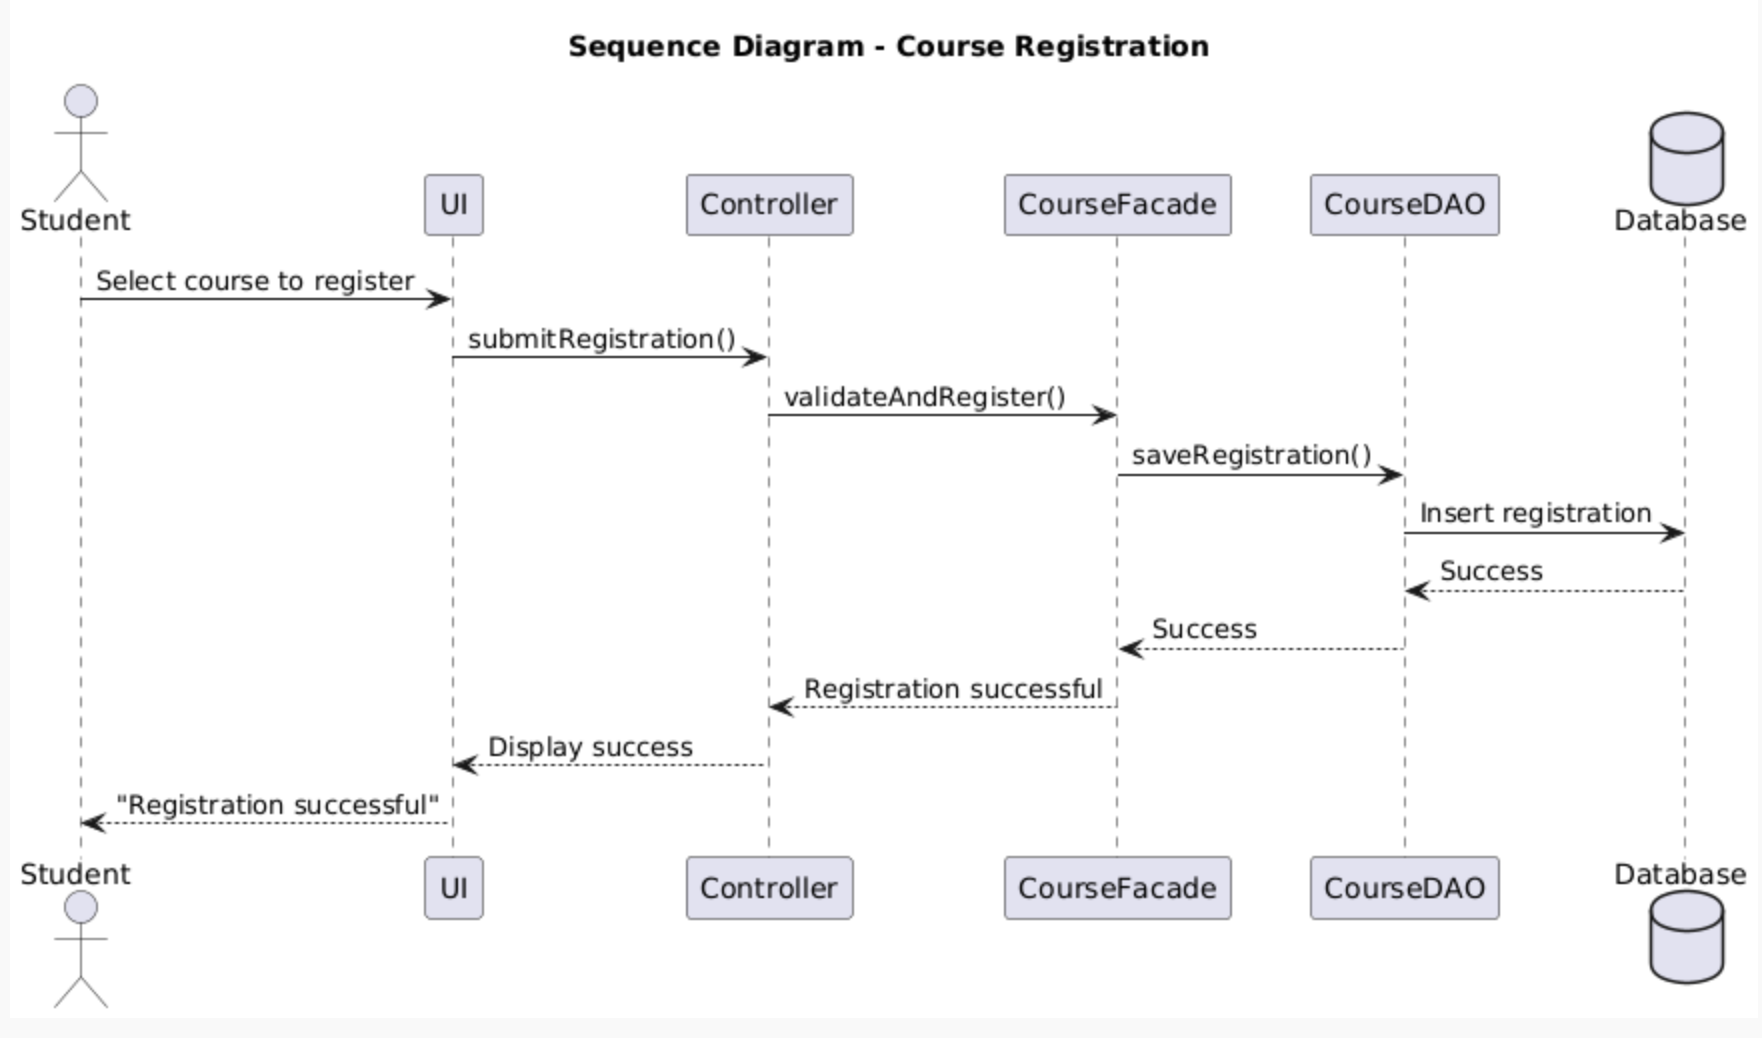 Sequence Diagram - Course Registration
Student
UI
Controller
CourseFacade
CourseDAO
Database
Select course to register
submitRegistration()
validateAndRegister()
saveRegistration()
Insert registration
Success
Success
Registration successful
Display success
"Registration successful"
Student
UI
Controller
CourseFacade
CourseDAO
Database